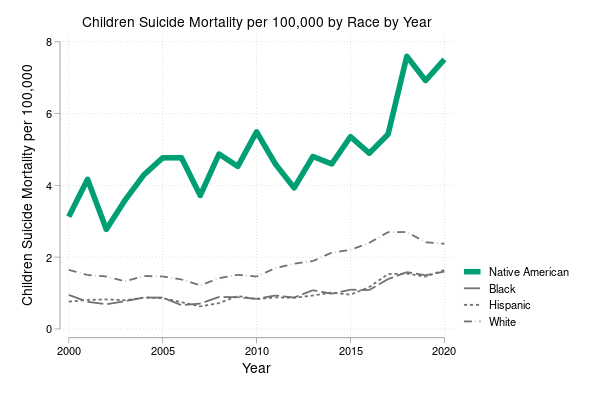 Children Suicide Mortality per 100,000 by Race by Year
Children Suicide Mortality per 100,000
8
6
4
2
0
2000 2005 2010 2015 2020
Year
Native American
Black
Hispanic
White